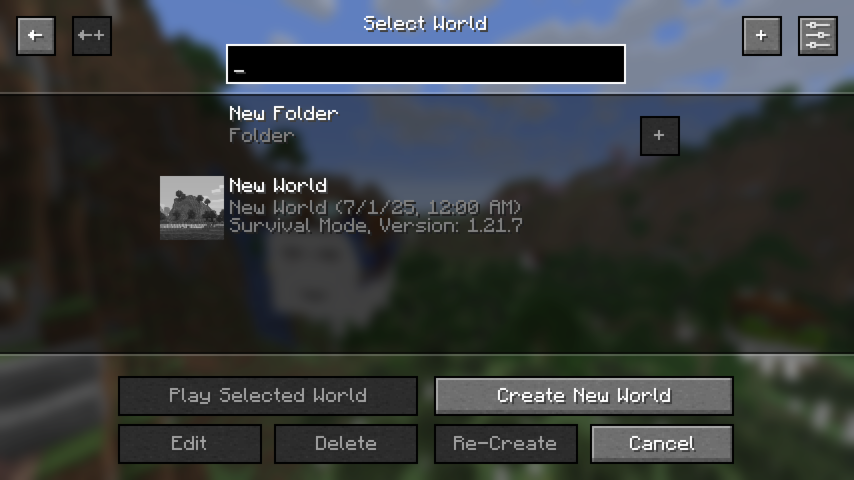 Select World
New Folder
Folder
New World
New World (7/1/25, 12:00 AM)
Survival Mode, Version: 1.21.7
Play Selected World
Create New World
Edit
Delete
Re-Create
Cancel